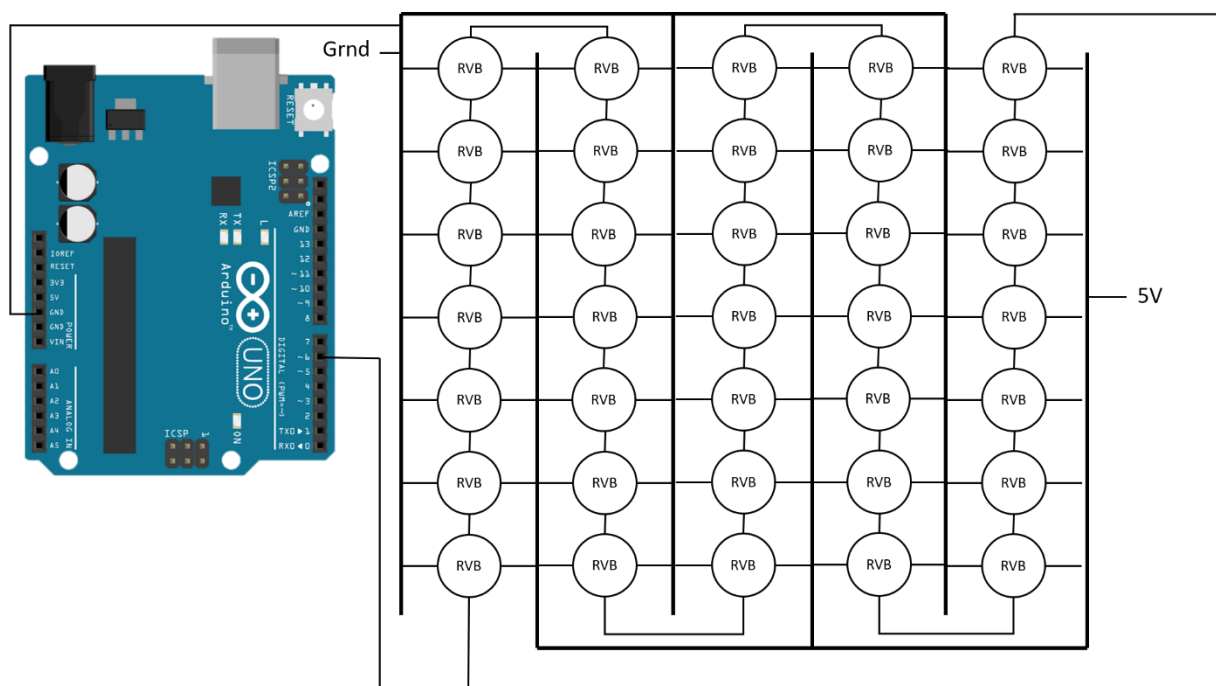 Grnd
RVB RVB RVB RVB RVB
RVB RVB RVB RVB RVB
RVB RVB RVB RVB RVB
RVB RVB RVB RVB RVB
RVB RVB RVB RVB RVB
RVB RVB RVB RVB RVB
RVB RVB RVB RVB RVB
5V
RESET
ICSP2
AREF
GND
13
12
~11
~10
~9
8
7
~6
~5
4
~3
2
TX0▶1
RX0◀0
DIGITAL (PWM=~)
L
TX
RX
Arduino™
UNO
ON
ICSP
1
IOREF
RESET
3V3
5V
GND
GND
VIN
POWER
A0
A1
A2
A3
A4
A5
ANALOG IN